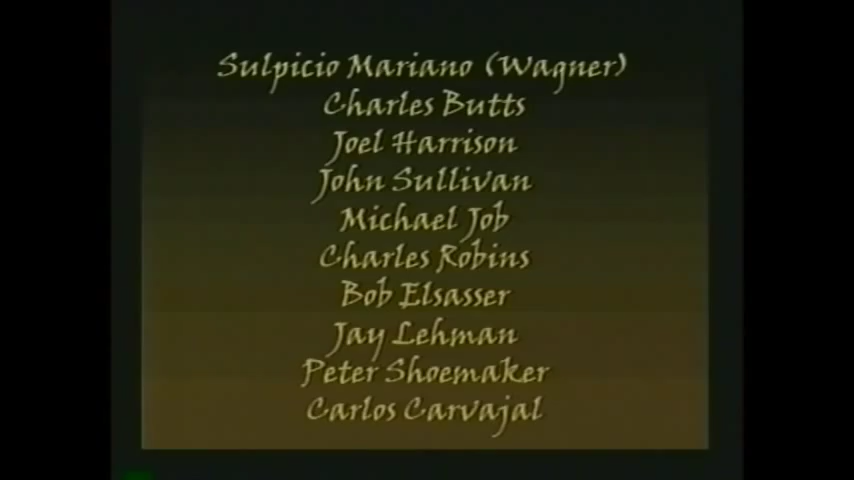 Sulpicio Mariano (Wagner)
Charles Butts
Joel Harrison
John Sullivan
Michael Job
Charles Robins
Bob Elsasser
Jay Lehman
Peter Shoemaker
Carlos Carvajal